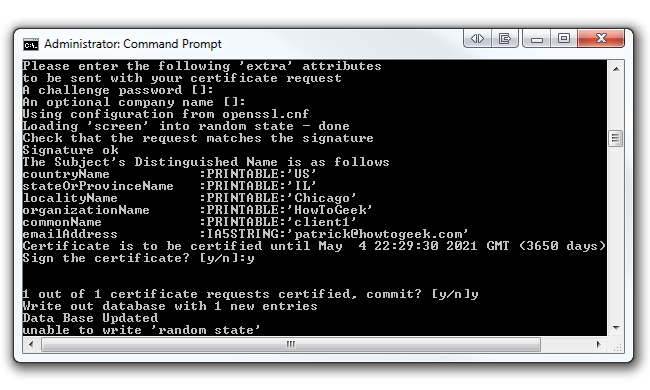 Administrator: Command Prompt
Please enter the following 'extra' attributes
to be sent with your certificate request
A challenge password []:
An optional company name []:
Using configuration from openssl.cnf
Loading 'screen' into random state - done
Check that the request matches the signature
Signature ok
The Subject's Distinguished Name is as follows
countryName           :PRINTABLE:'US'
stateOrProvinceName   :PRINTABLE:'IL'
localityName          :PRINTABLE:'Chicago'
organizationName      :PRINTABLE:'HowToGeek'
commonName            :PRINTABLE:'client1'
emailAddress          :IA5STRING:'patrick@howtogeek.com'
Certificate is to be certified until May  4 22:29:30 2021 GMT (3650 days)
Sign the certificate? [y/n]:y
1 out of 1 certificate requests certified, commit? [y/n]y
Write out database with 1 new entries
Data Base Updated
unable to write 'random state'